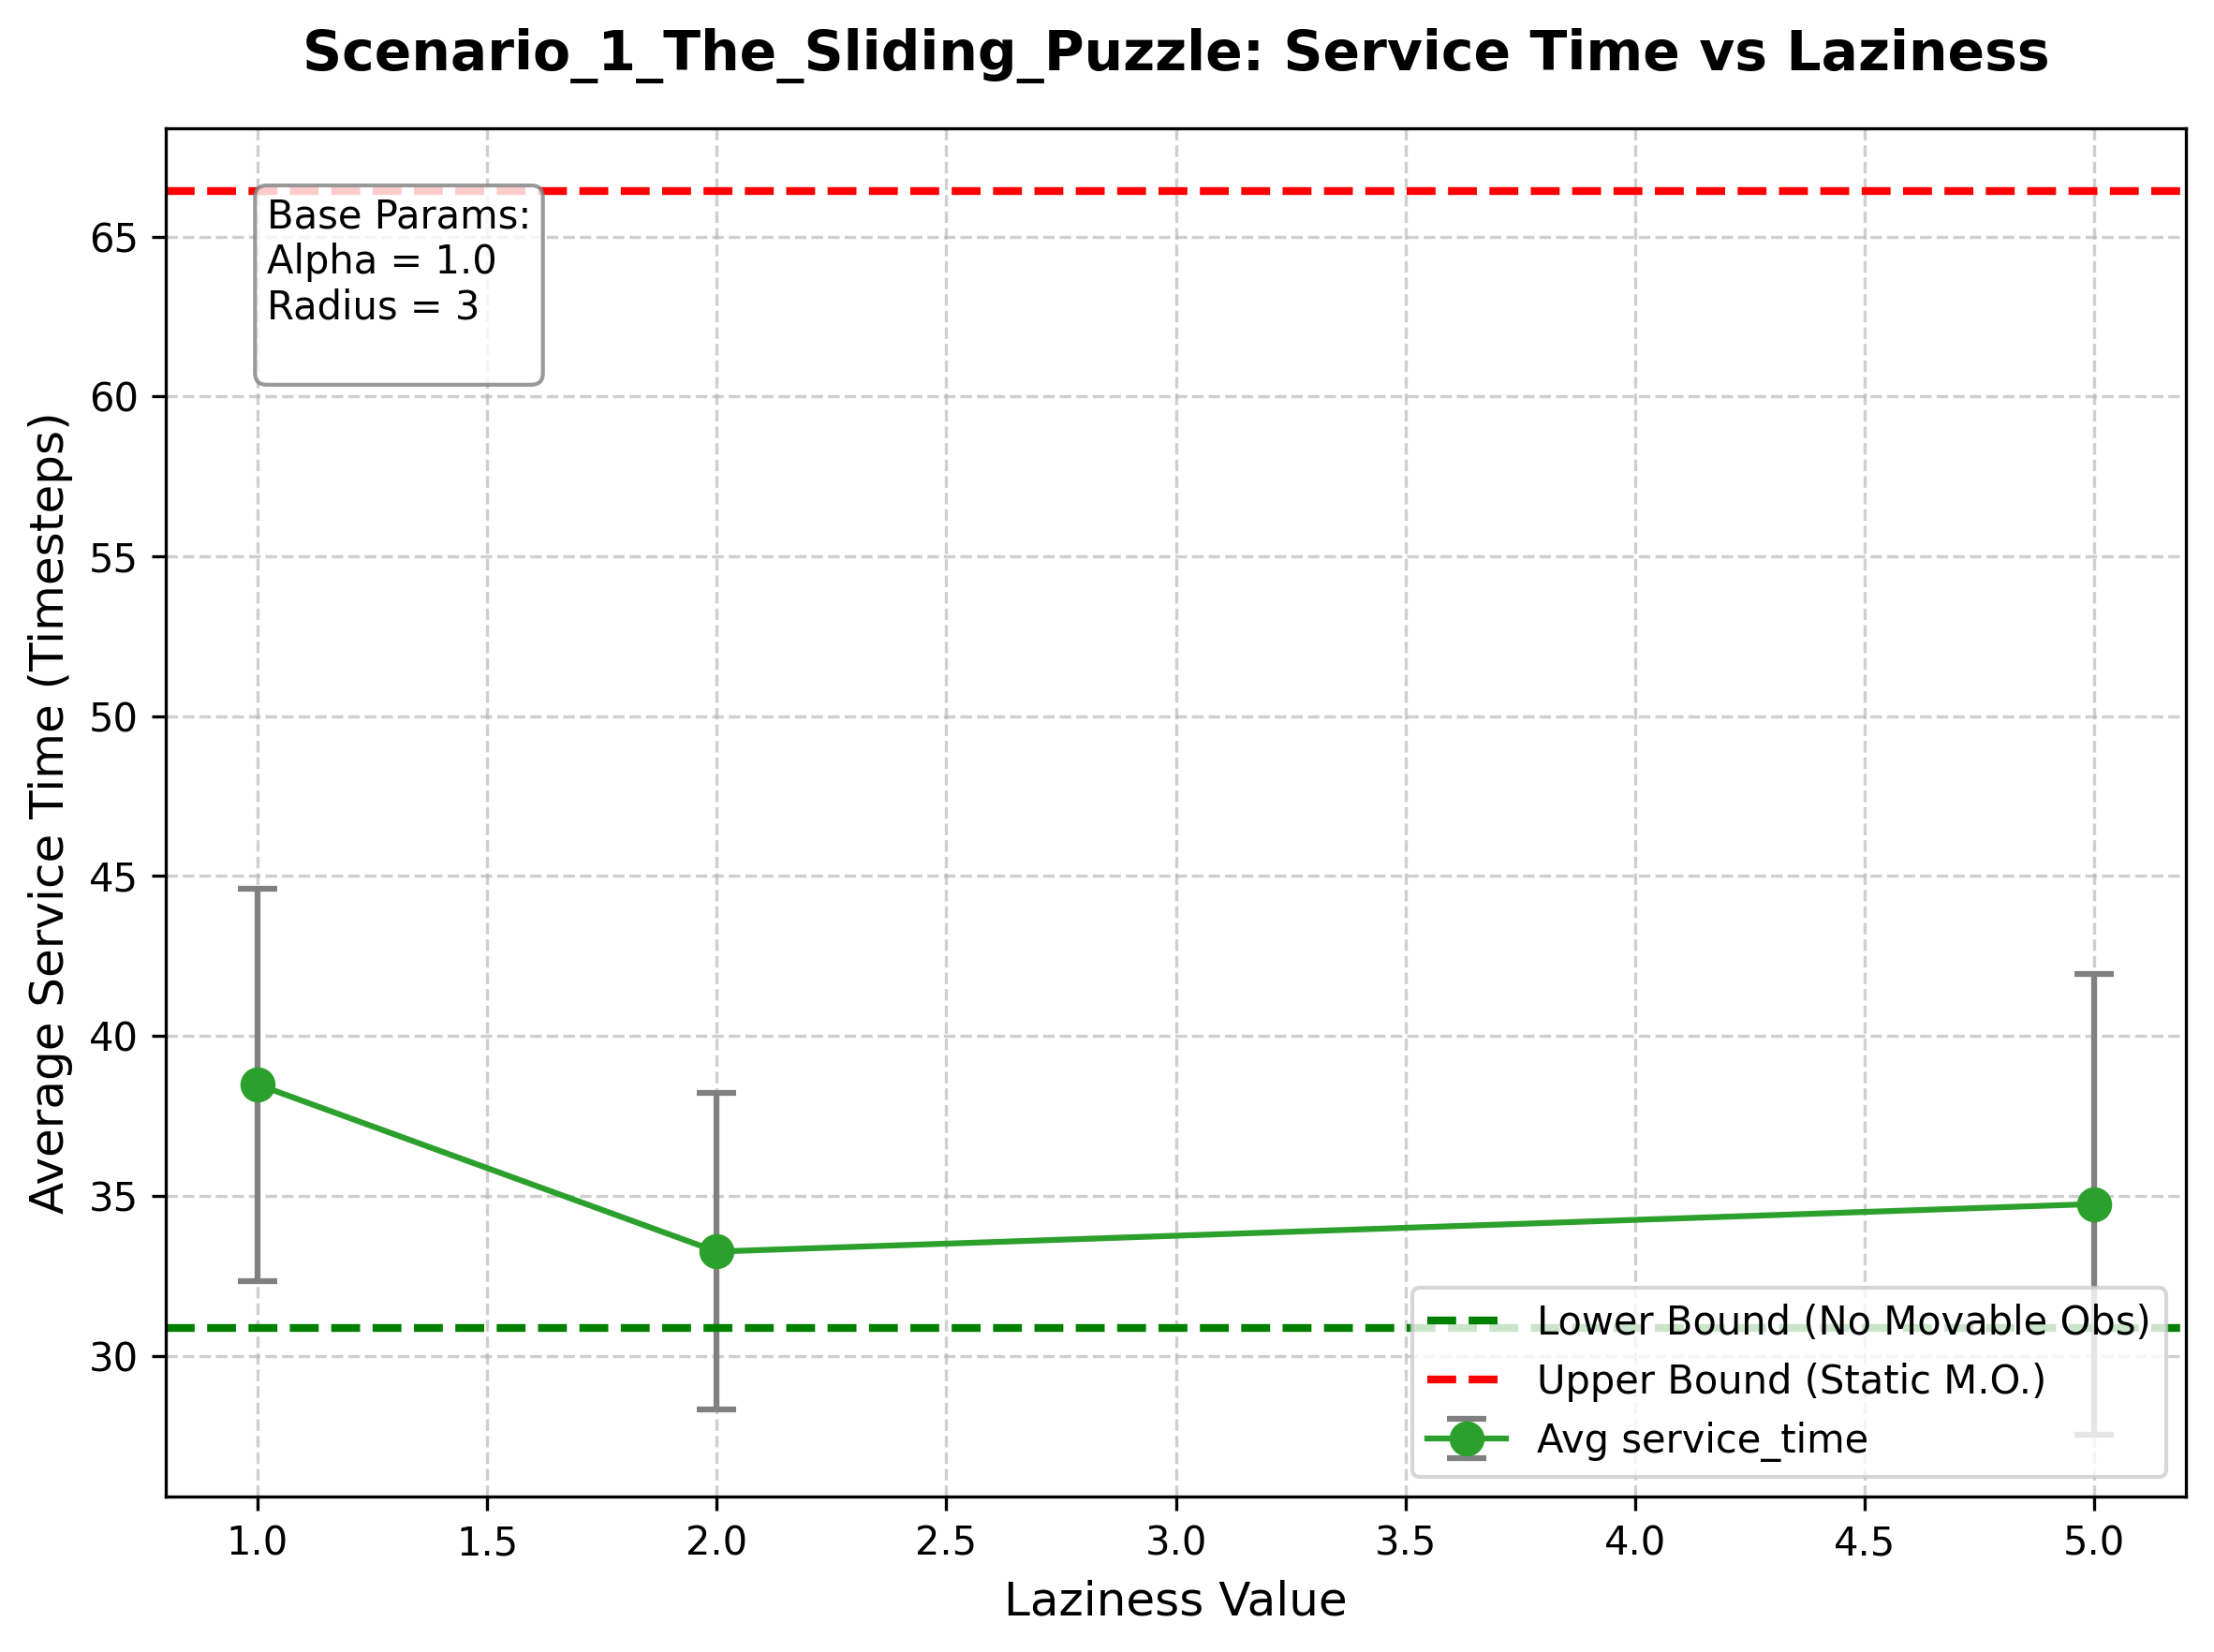 Scenario_1_The_Sliding_Puzzle: Service Time vs Laziness
Base Params:
Alpha = 1.0
Radius = 3
Average Service Time (Timesteps)
65
60
55
50
45
40
35
30
Lower Bound (No Movable Obs)
Upper Bound (Static M.O.)
Avg service_time
1.0 1.5 2.0 2.5 3.0 3.5 4.0 4.5 5.0
Laziness Value